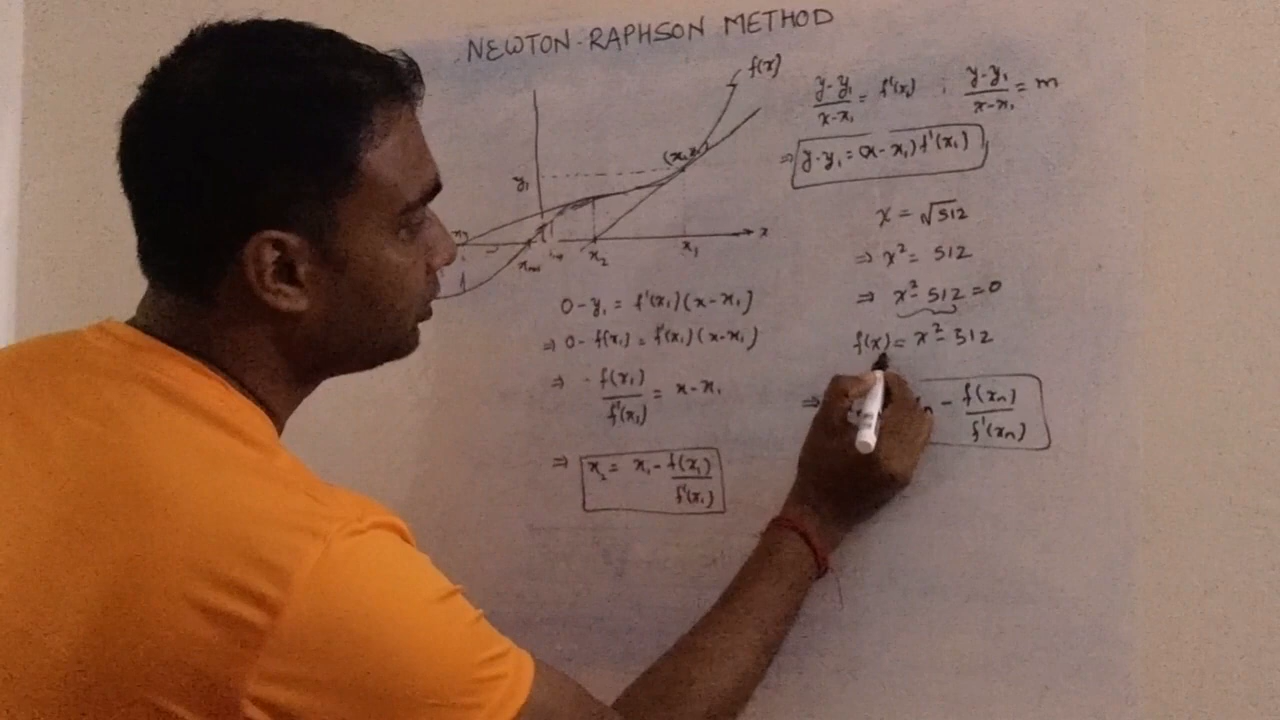 NEWTON-RAPHSON METHOD
f(x)
y₁
x
x₂
x₁
0-y₁ = f'(x₁)(x-x₁)
⇒ 0-f(x₁) = f'(x₁)(x-x₁)
⇒ -f(x₁)/f'(x₁) = x-x₁
⇒ x₂ = x₁ - f(x₁)/f'(x₁)
(y-y₁)/(x-x₁) = f'(x₁) ; (y-y₁)/(x-x₁) = m
⇒ y-y₁ = (x-x₁)f'(x₁)
x = √512
⇒ x² = 512
⇒ x²-512 = 0
f(x) = x²-512
⇒ - f(xₙ)/f'(xₙ)